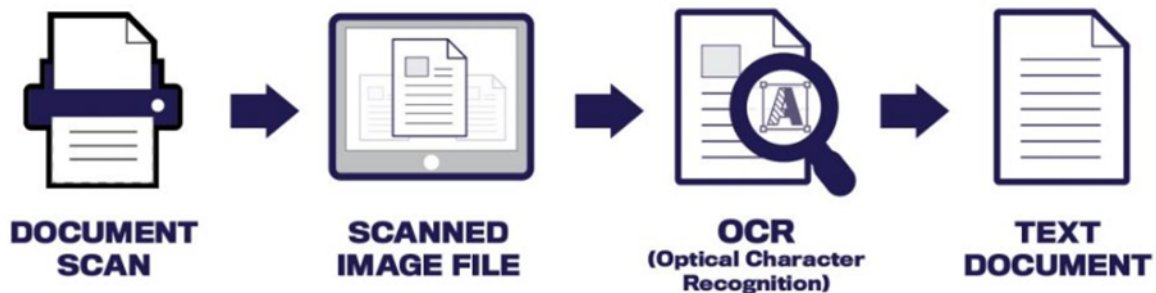 DOCUMENT
SCAN
SCANNED
IMAGE FILE
OCR
(Optical Character
Recognition)
A
TEXT
DOCUMENT